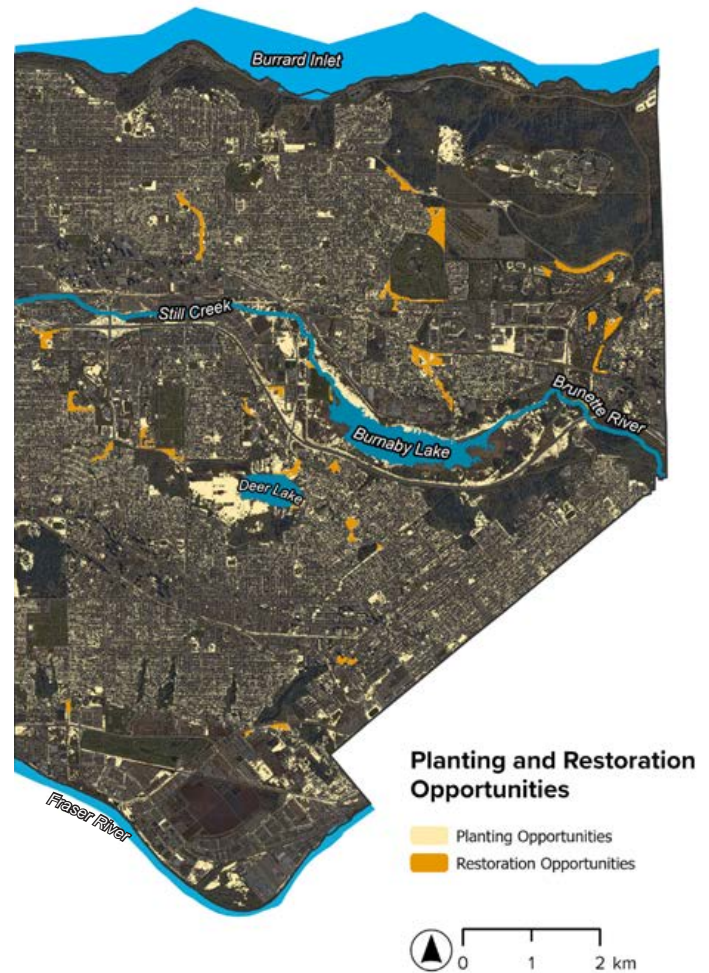 Burrard Inlet
Still Creek
Brunette River
Burnaby Lake
Deer Lake
Fraser River
Planting and Restoration
Opportunities
Planting Opportunities
Restoration Opportunities
0 1 2 km